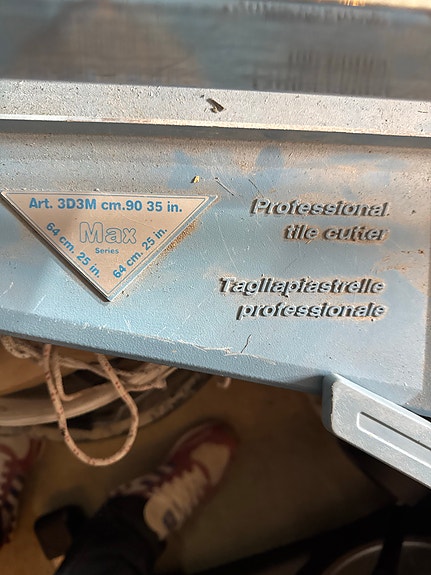 Art. 3D3M cm.90 35 in.
64 cm. 25 in.
Max
Series
64 cm. 25 in.
Professional
tile cutter
Tagliapiastrelle
professionale